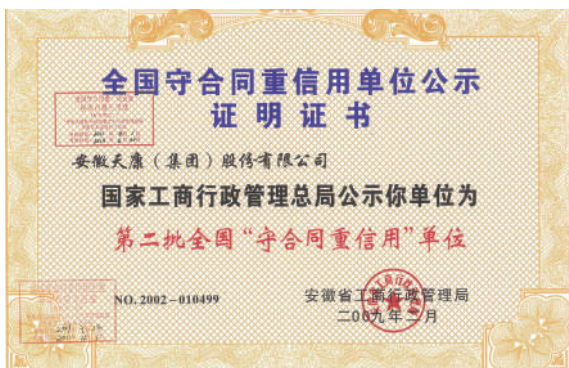 全国守合同重信用单位公示
证明证书
安徽天康（集团）股份有限公司
国家工商行政管理总局公示你单位为
第二批全国“守合同重信用”单位
NO.2002-010499
安徽省工商行政管理局
二00九年二月